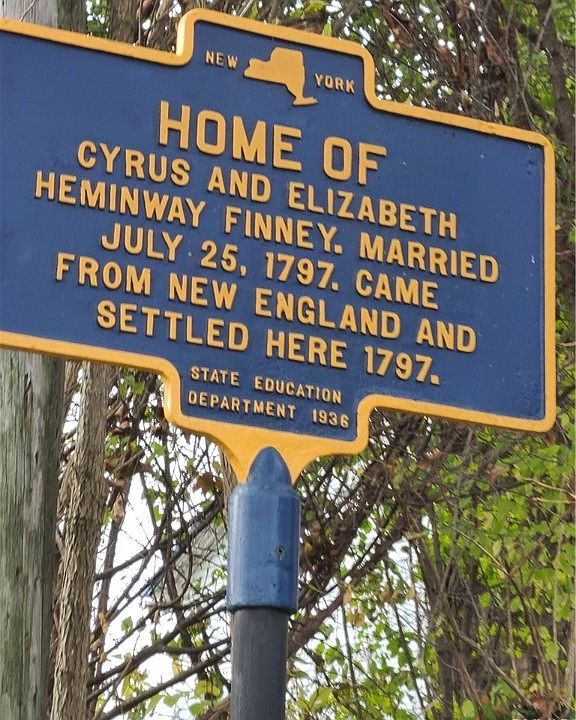 NEW YORK
HOME OF
CYRUS AND ELIZABETH
HEMINWAY FINNEY. MARRIED
JULY 25, 1797. CAME
FROM NEW ENGLAND AND
SETTLED HERE 1797.
STATE EDUCATION
DEPARTMENT 1936